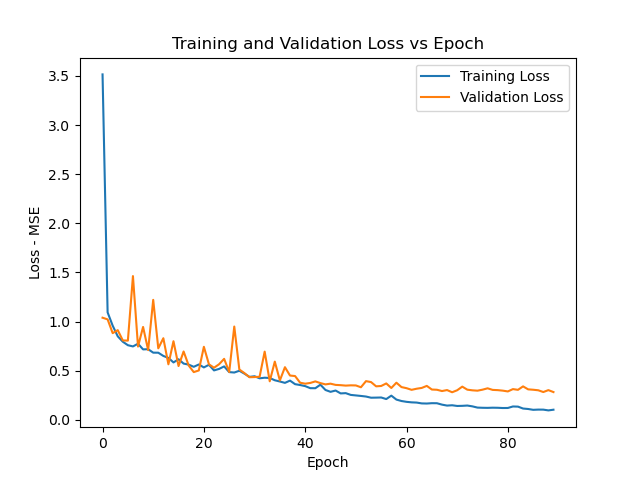 Training and Validation Loss vs Epoch
Training Loss
Validation Loss
3.5
3.0
2.5
2.0
1.5
1.0
0.5
0.0
Loss - MSE
0 20 40 60 80
Epoch